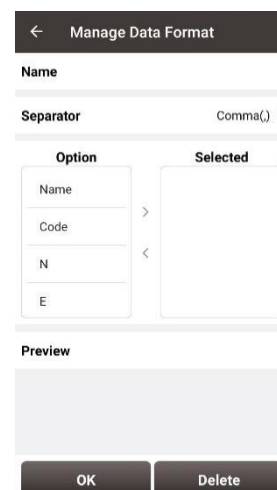 ← Manage Data Format
Name
Separator Comma(,)
Option Selected
Name
Code
>
<
N
E
Preview
OK Delete